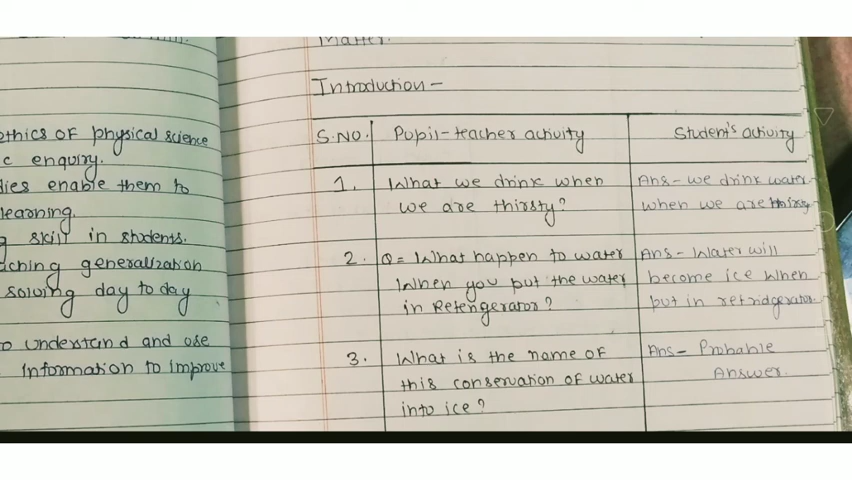 ethics of physical science
c enquiry.
dies enable them to
learning.
g skill in students.
aching generalization
solving day to day
to understand and use
Information to improve
Matter.
Introduction -
S.NO. Pupil-teacher activity Student's activity
1. What we drink when Ans - we drink water
we are thirsty? when we are thirsty
2. Q= What happen to water Ans - Water will
When you put the water become ice when
in Refengerator? put in refridgerator.
3. What is the name of Ans - Probable
this conservation of water Answer.
into ice?